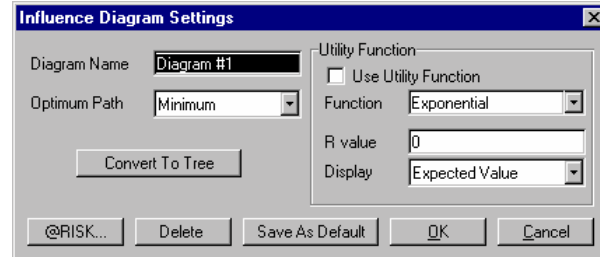 Influence Diagram Settings
Diagram Name Diagram #1
Optimum Path Minimum
Convert To Tree
Utility Function
Use Utility Function
Function Exponential
R value 0
Display Expected Value
@RISK... Delete Save As Default OK Cancel